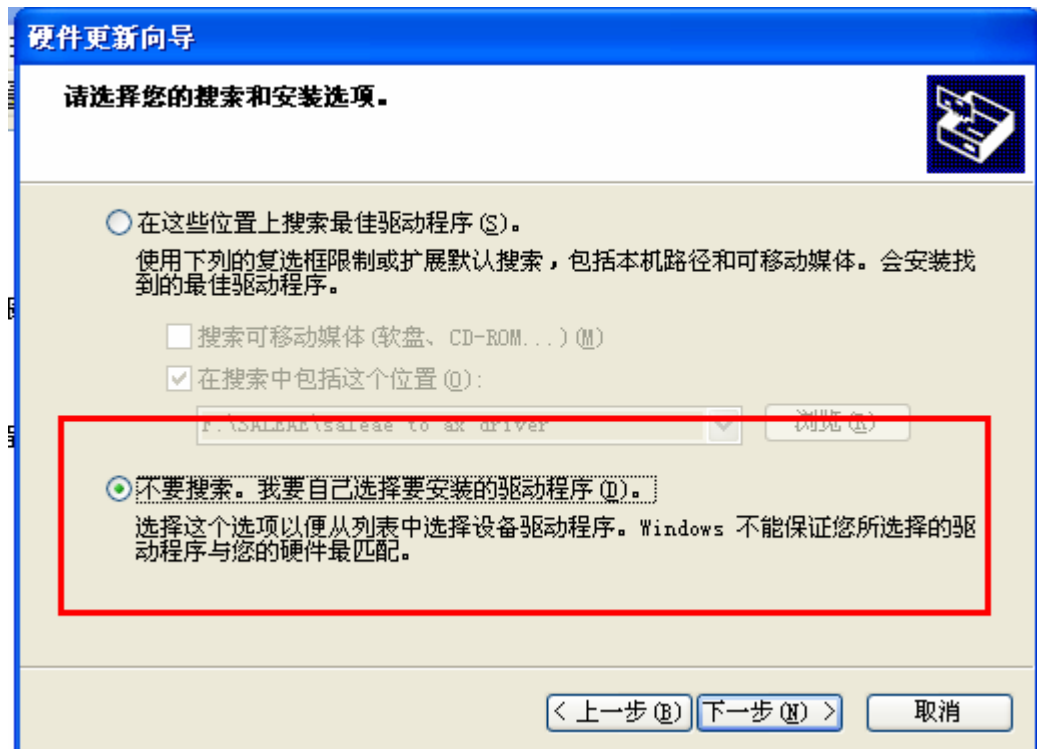 硬件更新向导
请选择您的搜索和安装选项。
在这些位置上搜索最佳驱动程序(S)。
使用下列的复选框限制或扩展默认搜索，包括本机路径和可移动媒体。会安装找
到的最佳驱动程序。
搜索可移动媒体(软盘、CD-ROM...)(M)
在搜索中包括这个位置(O):
F:\SALEAE\saleae to ax driver
浏览(R)
不要搜索。我要自己选择要安装的驱动程序(D)。
选择这个选项以便从列表中选择设备驱动程序。Windows 不能保证您所选择的驱
动程序与您的硬件最匹配。
< 上一步(B) 下一步(N) > 取消